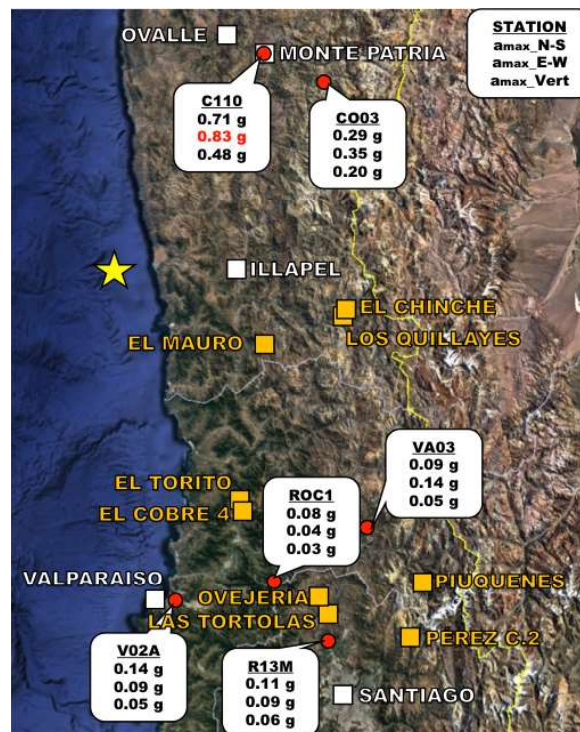 STATION
amax_N-S
amax_E-W
amax_Vert
OVALLE
MONTE PATRIA
C110
0.71 g
0.83 g
0.48 g
CO03
0.29 g
0.35 g
0.20 g
ILLAPEL
EL CHINCHE
LOS QUILLAYES
EL MAURO
VA03
0.09 g
0.14 g
0.05 g
EL TORITO
EL COBRE 4
ROC1
0.08 g
0.04 g
0.03 g
VALPARAISO
OVEJERIA
LAS TORTOLAS
PIUQUENES
PEREZ C.2
V02A
0.14 g
0.09 g
0.05 g
R13M
0.11 g
0.09 g
0.06 g
SANTIAGO